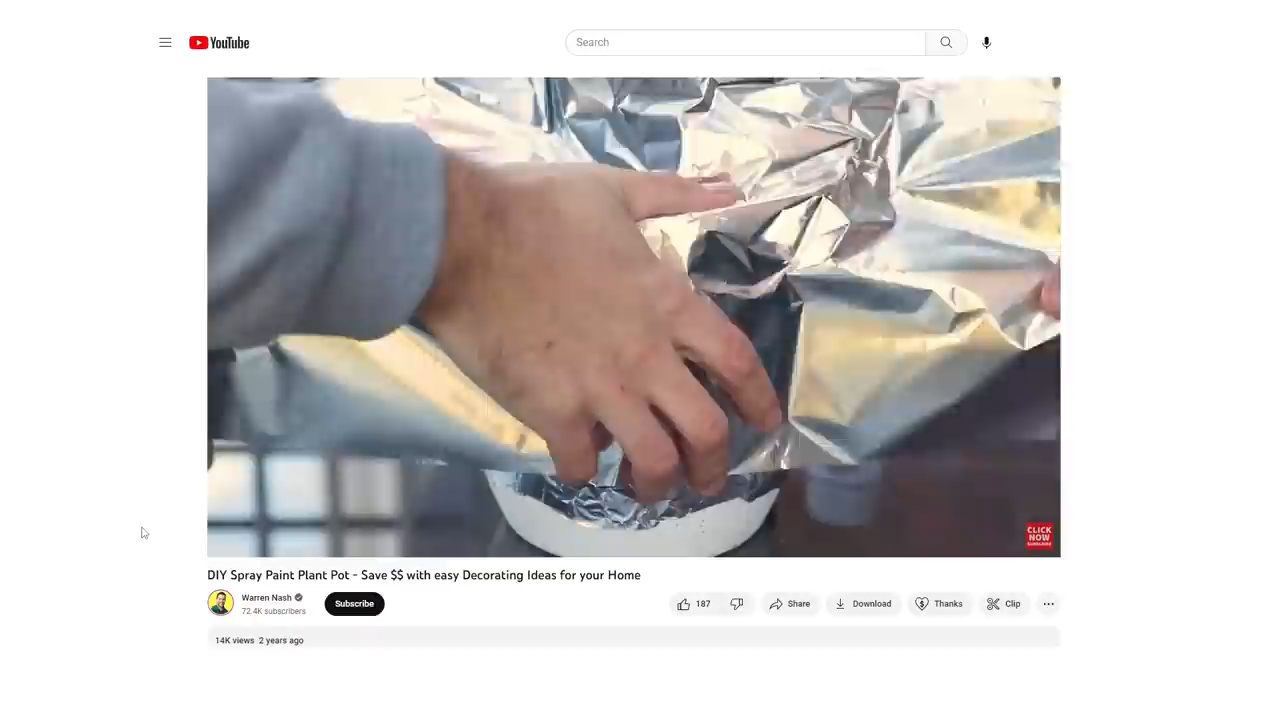 YouTube
Search
CLICK
NOW
SUBSCRIBE
DIY Spray Paint Plant Pot - Save $$ with easy Decorating Ideas for your Home
Warren Nash
72.4K subscribers
Subscribe
187
Share
Download
Thanks
Clip
14K views 2 years ago